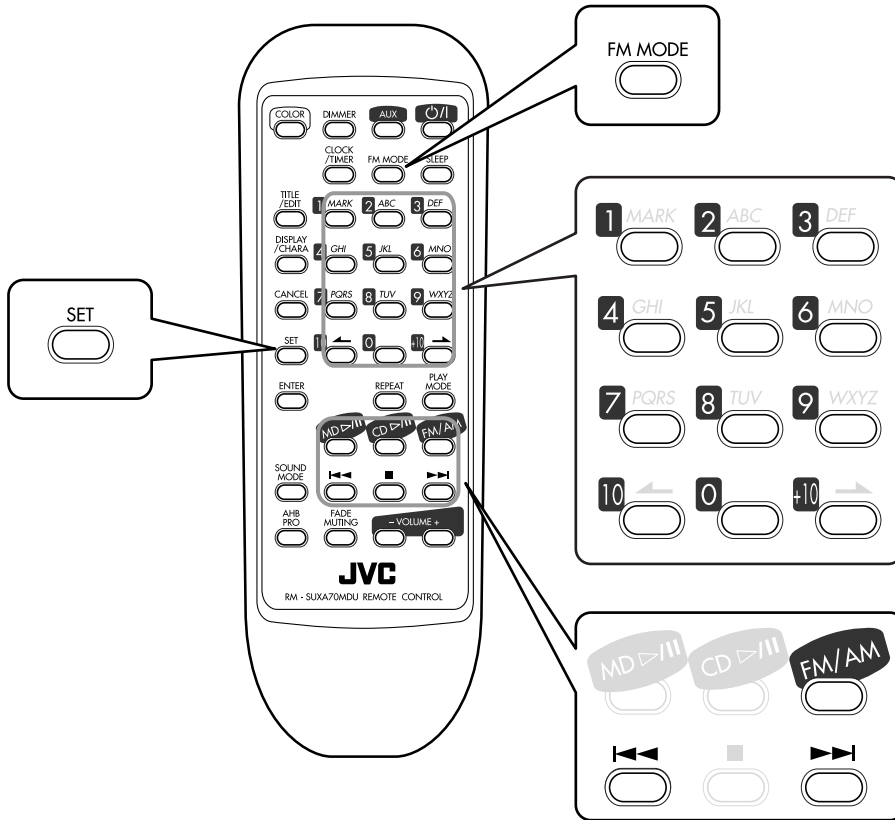 FM MODE
COLOR DIMMER AUX ⏻/I
CLOCK
/TIMER FM MODE SLEEP
TITLE
/EDIT 1 MARK 2 ABC 3 DEF
DISPLAY
/CHARA 4 GHI 5 JKL 6 MNO
CANCEL 7 PQRS 8 TUV 9 WXYZ
SET 10 0 +10
ENTER REPEAT PLAY
MODE
MD ▷/II CD ▷/II FM/AM
SOUND
MODE
AHB
PRO FADE
MUTING – VOLUME +
JVC
RM - SUXA70MDU REMOTE CONTROL
SET
1 MARK 2 ABC 3 DEF
4 GHI 5 JKL 6 MNO
7 PQRS 8 TUV 9 WXYZ
10 0 +10
MD ▷/II CD ▷/II FM/AM